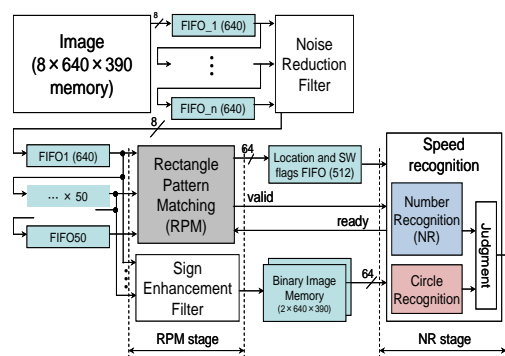 Image
(8×640×390
memory)
8
FIFO_1 (640)
FIFO_n (640)
Noise
Reduction
Filter
8
FIFO1 (640)
... × 50
FIFO50
Rectangle
Pattern
Matching
(RPM)
64
Location and SW
flags FIFO (512)
valid
ready
Sign
Enhancement
Filter
Binary Image
Memory
(2×640×390)
64
Speed
recognition
Number
Recognition
(NR)
Circle
Recognition
Judgment
RPM stage
NR stage